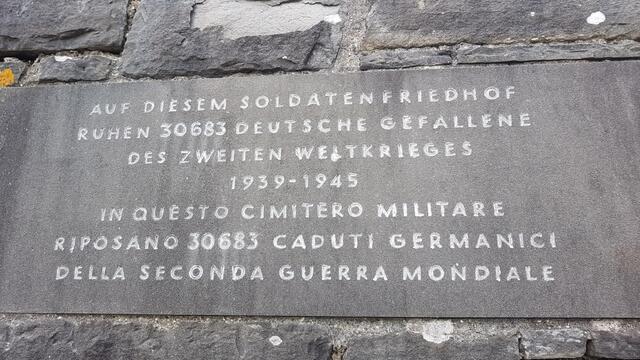 AUF DIESEM SOLDATENFRIEDHOF
RUHEN 30683 DEUTSCHE GEFALLENE
DES ZWEITEN WELTKRIEGES
1939-1945
IN QUESTO CIMITERO MILITARE
RIPOSANO 30683 CADUTI GERMANICI
DELLA SECONDA GUERRA MONDIALE